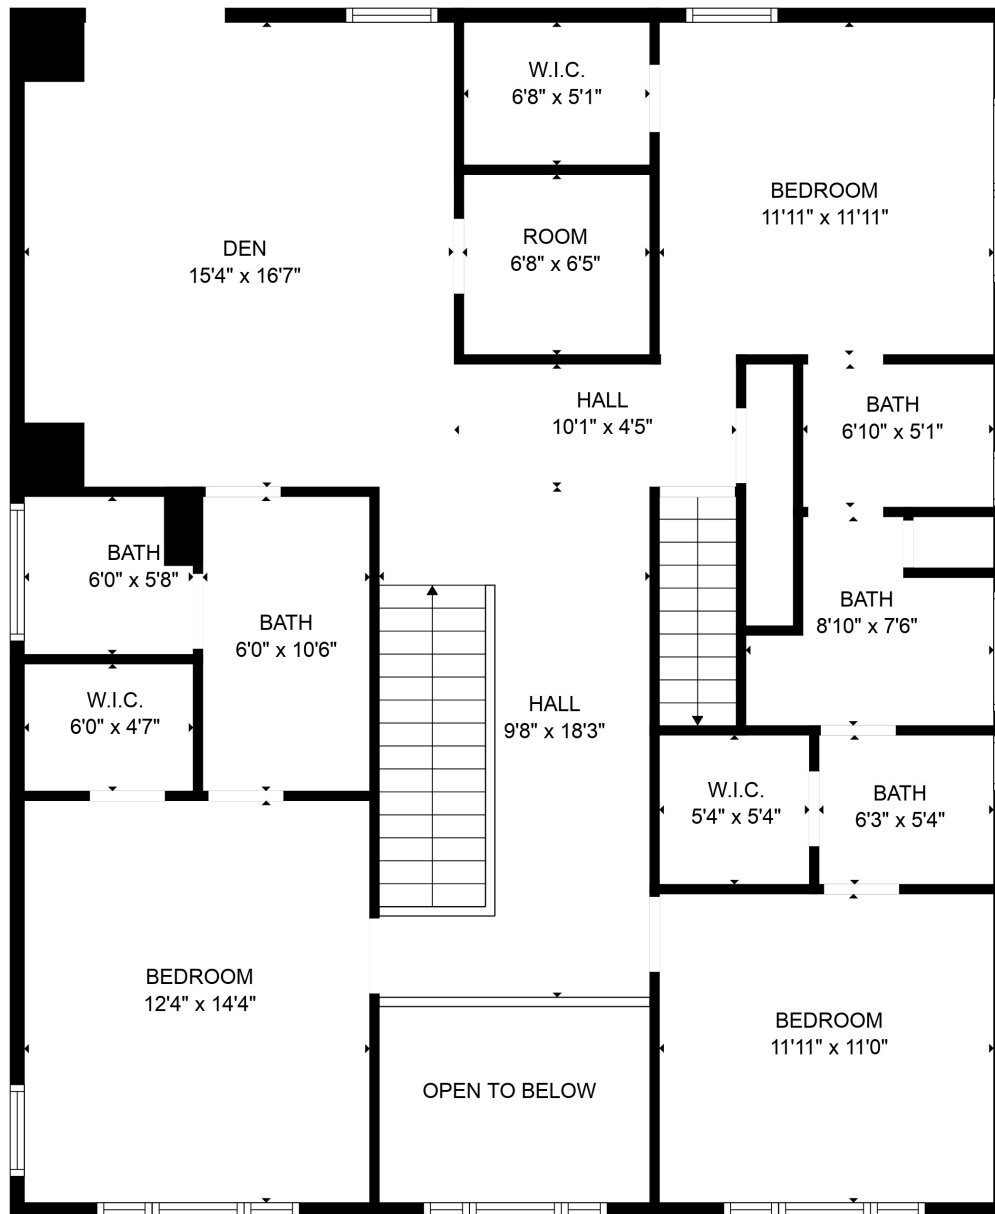 W.I.C.
6'8" x 5'1"
BEDROOM
11'11" x 11'11"
ROOM
6'8" x 6'5"
DEN
15'4" x 16'7"
HALL
10'1" x 4'5"
BATH
6'10" x 5'1"
BATH
6'0" x 5'8"
BATH
6'0" x 10'6"
BATH
8'10" x 7'6"
W.I.C.
6'0" x 4'7"
HALL
9'8" x 18'3"
W.I.C.
5'4" x 5'4"
BATH
6'3" x 5'4"
BEDROOM
12'4" x 14'4"
BEDROOM
11'11" x 11'0"
OPEN TO BELOW